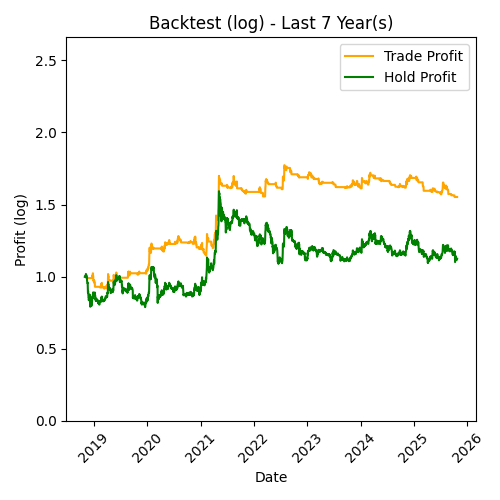 Backtest (log) - Last 7 Year(s)
Trade Profit
Hold Profit
2.5
2.0
1.5
1.0
0.5
0.0
Profit (log)
2019 2020 2021 2022 2023 2024 2025 2026
Date